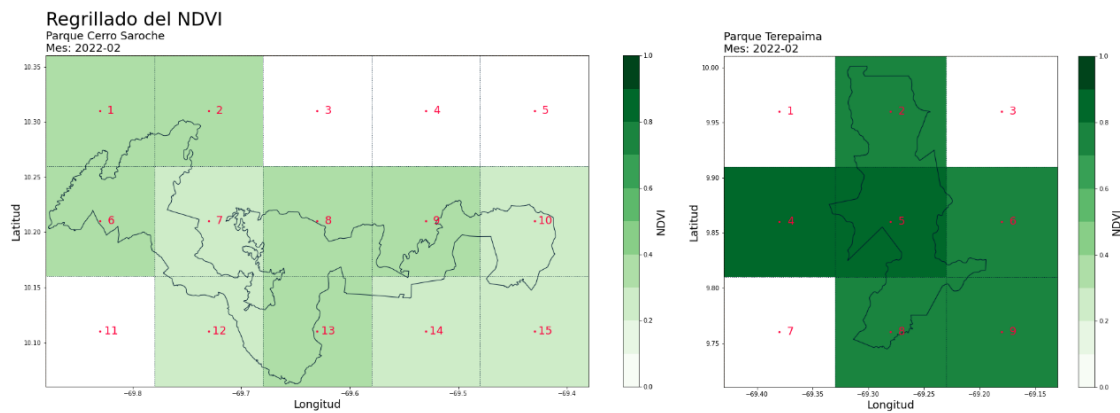 Regrillado del NDVI
Parque Cerro Saroche
Mes: 2022-02
10.35
10.30
10.25
10.20
10.15
10.10
Latitud
1 2 3 4 5
6 7 8 9 10
11 12 13 14 15
−69.8 −69.7 −69.6 −69.5 −69.4
Longitud
1.0
0.8
0.6
0.4
0.2
0.0
NDVI
Parque Terepaima
Mes: 2022-02
10.00
9.95
9.90
9.85
9.80
9.75
Latitud
1 2 3
4 5 6
7 8 9
−69.40 −69.35 −69.30 −69.25 −69.20 −69.15
Longitud
1.0
0.8
0.6
0.4
0.2
0.0
NDVI